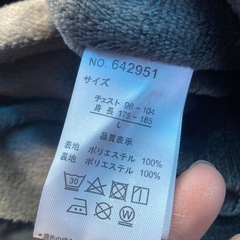 NO. 642951
サイズ
チェスト 96～104
身長 175～185
L
品質表示
表地 ポリエステル 100%
裏地 ポリエステル 100%
30
P
W